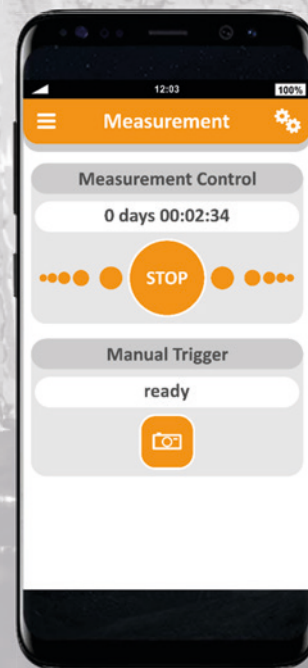 12:03
100%
Measurement
Measurement Control
0 days 00:02:34
STOP
Manual Trigger
ready